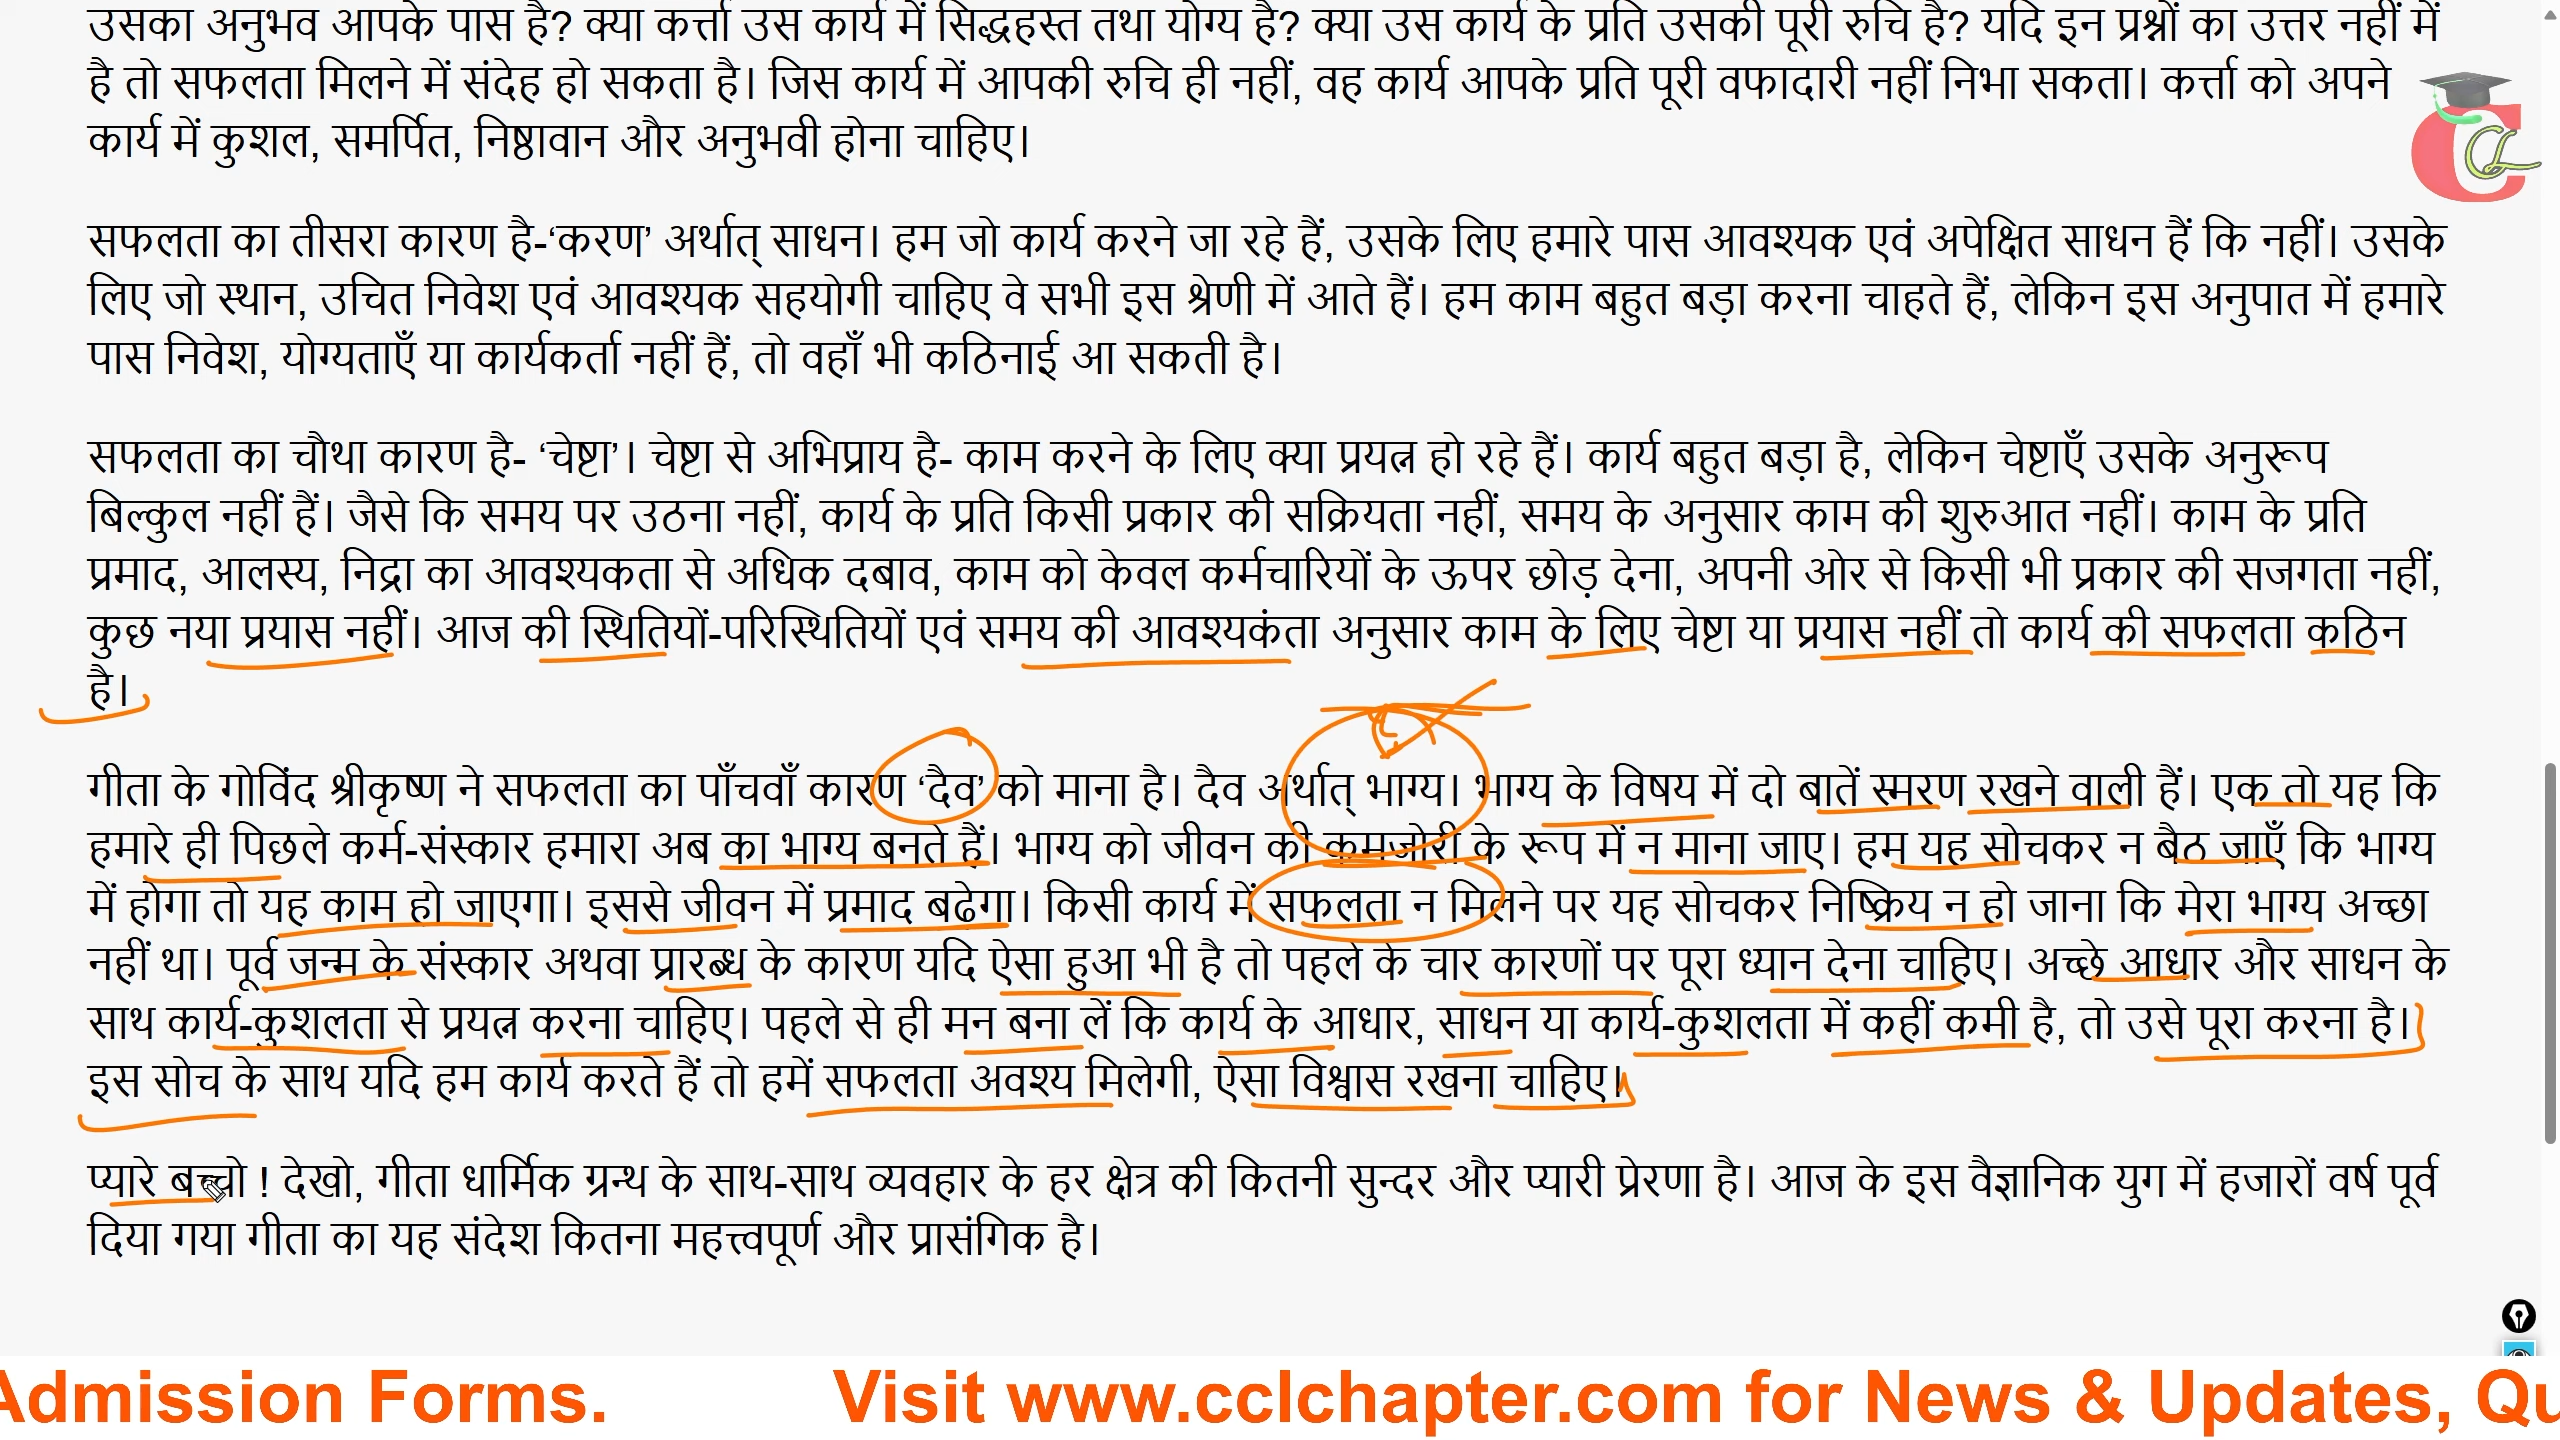 उसका अनुभव आपके पास है? क्या कर्त्ता उस कार्य में सिद्धहस्त तथा योग्य है? क्या उस कार्य के प्रति उसकी पूरी रुचि है? यदि इन प्रश्नों का उत्तर नहीं में
है तो सफलता मिलने में संदेह हो सकता है। जिस कार्य में आपकी रुचि ही नहीं, वह कार्य आपके प्रति पूरी वफादारी नहीं निभा सकता। कर्त्ता को अपने
कार्य में कुशल, समर्पित, निष्ठावान और अनुभवी होना चाहिए।
सफलता का तीसरा कारण है-‘करण’ अर्थात् साधन। हम जो कार्य करने जा रहे हैं, उसके लिए हमारे पास आवश्यक एवं अपेक्षित साधन हैं कि नहीं। उसके
लिए जो स्थान, उचित निवेश एवं आवश्यक सहयोगी चाहिए वे सभी इस श्रेणी में आते हैं। हम काम बहुत बड़ा करना चाहते हैं, लेकिन इस अनुपात में हमारे
पास निवेश, योग्यताएँ या कार्यकर्ता नहीं हैं, तो वहाँ भी कठिनाई आ सकती है।
सफलता का चौथा कारण है- ‘चेष्टा’। चेष्टा से अभिप्राय है- काम करने के लिए क्या प्रयत्न हो रहे हैं। कार्य बहुत बड़ा है, लेकिन चेष्टाएँ उसके अनुरूप
बिल्कुल नहीं हैं। जैसे कि समय पर उठना नहीं, कार्य के प्रति किसी प्रकार की सक्रियता नहीं, समय के अनुसार काम की शुरुआत नहीं। काम के प्रति
प्रमाद, आलस्य, निद्रा का आवश्यकता से अधिक दबाव, काम को केवल कर्मचारियों के ऊपर छोड़ देना, अपनी ओर से किसी भी प्रकार की सजगता नहीं,
कुछ नया प्रयास नहीं। आज की स्थितियों-परिस्थितियों एवं समय की आवश्यकंता अनुसार काम के लिए चेष्टा या प्रयास नहीं तो कार्य की सफलता कठिन
है।
गीता के गोविंद श्रीकृष्ण ने सफलता का पाँचवाँ कारण ‘दैव’ को माना है। दैव अर्थात् भाग्य। भाग्य के विषय में दो बातें स्मरण रखने वाली हैं। एक तो यह कि
हमारे ही पिछले कर्म-संस्कार हमारा अब का भाग्य बनते हैं। भाग्य को जीवन की कमजोरी के रूप में न माना जाए। हम यह सोचकर न बैठ जाएँ कि भाग्य
में होगा तो यह काम हो जाएगा। इससे जीवन में प्रमाद बढ़ेगा। किसी कार्य में सफलता न मिलने पर यह सोचकर निष्क्रिय न हो जाना कि मेरा भाग्य अच्छा
नहीं था। पूर्व जन्म के संस्कार अथवा प्रारब्ध के कारण यदि ऐसा हुआ भी है तो पहले के चार कारणों पर पूरा ध्यान देना चाहिए। अच्छे आधार और साधन के
साथ कार्य-कुशलता से प्रयत्न करना चाहिए। पहले से ही मन बना लें कि कार्य के आधार, साधन या कार्य-कुशलता में कहीं कमी है, तो उसे पूरा करना है।
इस सोच के साथ यदि हम कार्य करते हैं तो हमें सफलता अवश्य मिलेगी, ऐसा विश्वास रखना चाहिए।
प्यारे बच्चो ! देखो, गीता धार्मिक ग्रन्थ के साथ-साथ व्यवहार के हर क्षेत्र की कितनी सुन्दर और प्यारी प्रेरणा है। आज के इस वैज्ञानिक युग में हजारों वर्ष पूर्व
दिया गया गीता का यह संदेश कितना महत्त्वपूर्ण और प्रासंगिक है।
Admission Forms. Visit www.cclchapter.com for News & Updates, Qu